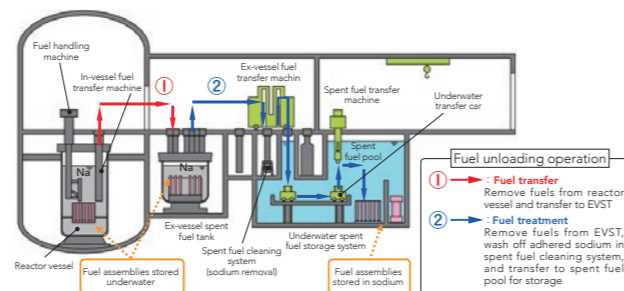 Fuel handling
machine
In-vessel fuel
transfer machine
①
②
Ex-vessel fuel
transfer machin
Spent fuel transfer
machine
Underwater
transfer car
Na
Na
Spent
fuel pool
Reactor vessel
Ex-vessel spent
fuel tank
Fuel assemblies stored
underwater
Spent fuel cleaning
system
(sodium removal)
Underwater spent
fuel storage system
Fuel assemblies
stored in sodium
Fuel unloading operation
① : Fuel transfer
Remove fuels from reactor
vessel and transfer to EVST
② : Fuel treatment
Remove fuels from EVST,
wash off adhered sodium in
spent fuel cleaning system,
and transfer to spent fuel
pool for storage